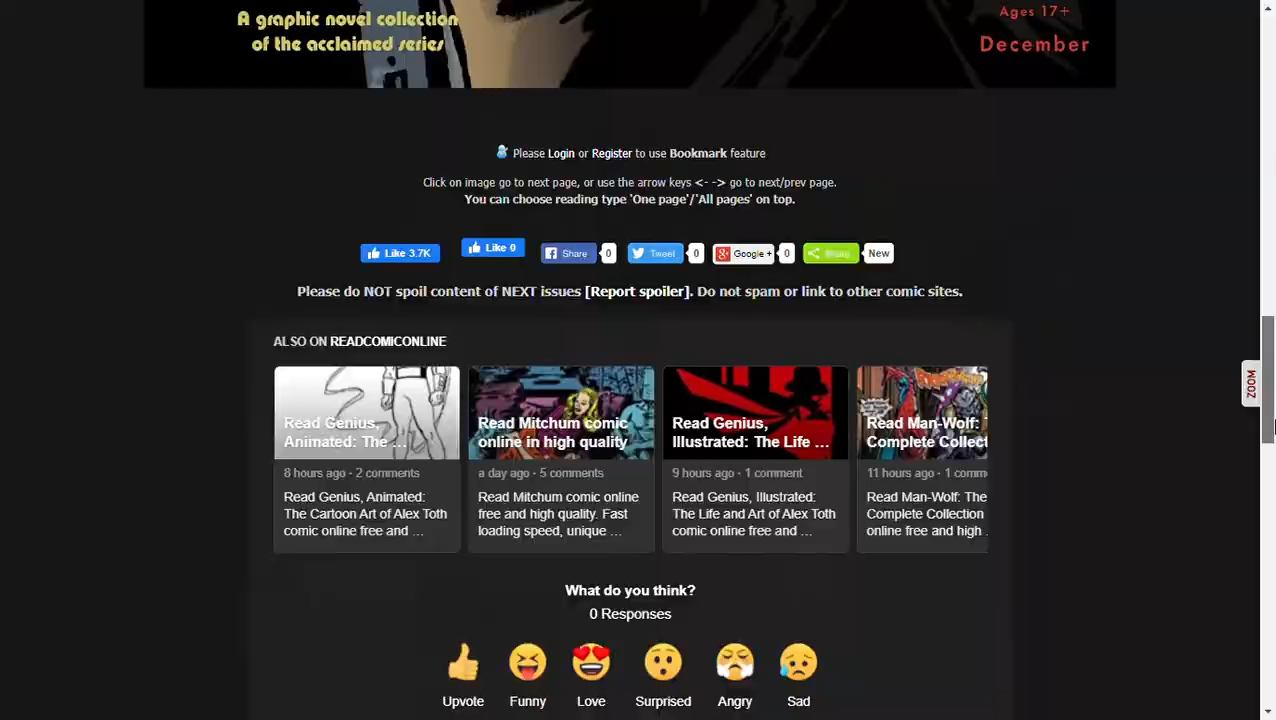 A graphic novel collection
of the acclaimed series
Ages 17+
December
Please Login or Register to use Bookmark feature
Click on image go to next page, or use the arrow keys <- -> go to next/prev page.
You can choose reading type 'One page'/'All pages' on top.
Like 3.7K
Like 0
Share 0
Tweet 0
Google + 0
Share New
Please do NOT spoil content of NEXT issues [Report spoiler]. Do not spam or link to other comic sites.
ZOOM
ALSO ON READCOMICONLINE
Read Genius,
Animated: The ...
8 hours ago · 2 comments
Read Genius, Animated:
The Cartoon Art of Alex Toth
comic online free and ...
Read Mitchum comic
online in high quality
a day ago · 5 comments
Read Mitchum comic online
free and high quality. Fast
loading speed, unique ...
Read Genius,
Illustrated: The Life ...
9 hours ago · 1 comment
Read Genius, Illustrated:
The Life and Art of Alex Toth
comic online free and ...
Read Man-Wolf:
Complete Collect
11 hours ago · 1 comm
Read Man-Wolf: The
Complete Collection
online free and high
What do you think?
0 Responses
Upvote
Funny
Love
Surprised
Angry
Sad